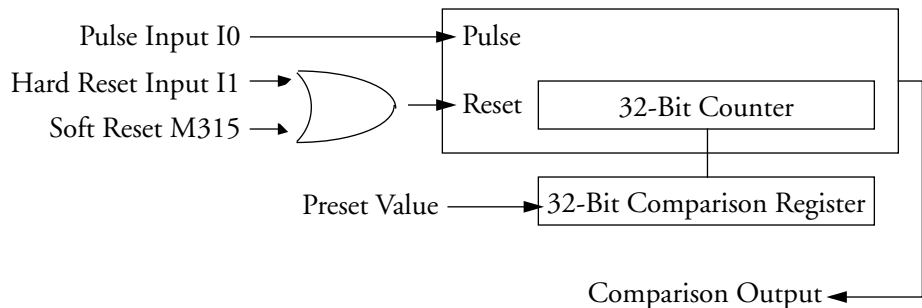 Pulse Input I0
Pulse
Hard Reset Input I1
Reset
32-Bit Counter
Soft Reset M315
Preset Value
32-Bit Comparison Register
Comparison Output